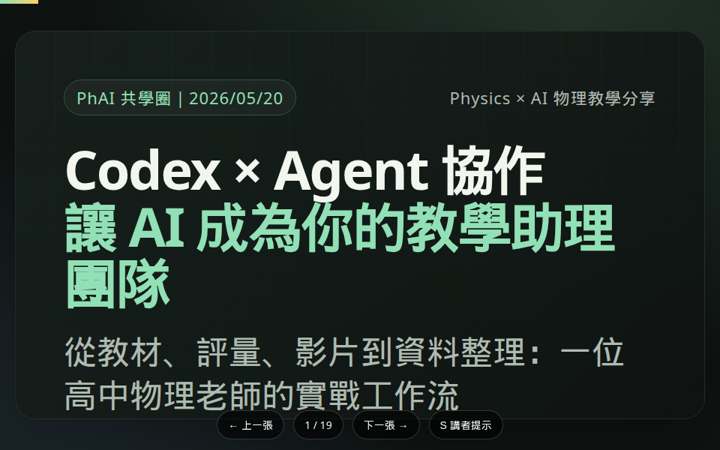 PhAI 共學圈｜2026/05/20
Physics × AI 物理教學分享
Codex × Agent 協作
讓 AI 成為你的教學助理
團隊
從教材、評量、影片到資料整理：一位
高中物理老師的實戰工作流
← 上一張
1 / 19
下一張 →
S 講者提示